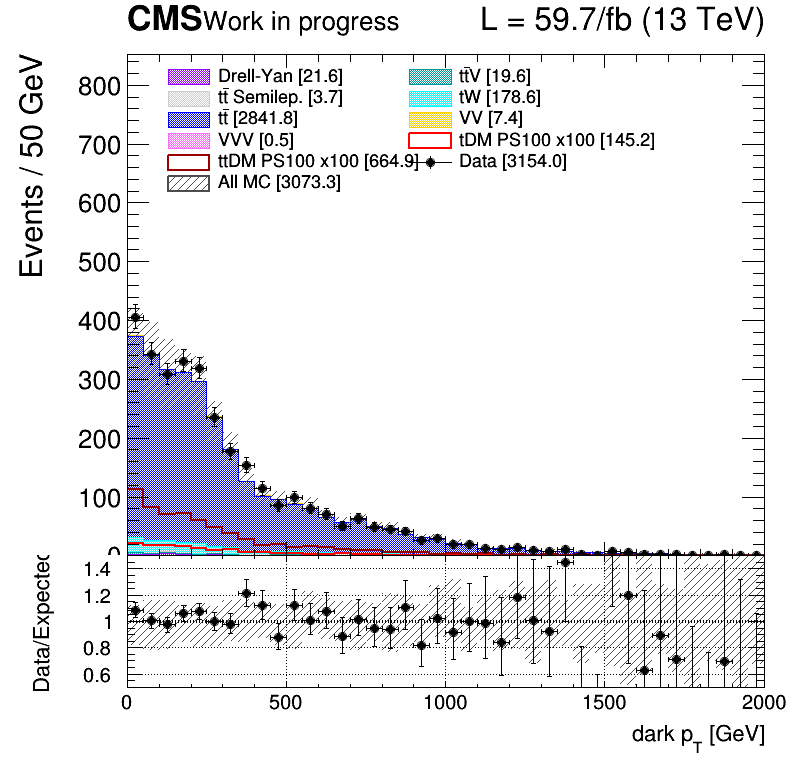 CMS Work in progress L = 59.7/fb (13 TeV)
Events / 50 GeV
800
700
600
500
400
300
200
100
0
Drell-Yan [21.6] tt̄V [19.6]
tt̄ Semilep. [3.7] tW [178.6]
tt̄ [2841.8] VV [7.4]
VVV [0.5] tDM PS100 x100 [145.2]
ttDM PS100 x100 [664.9] Data [3154.0]
All MC [3073.3]
Data/Expected
1.4
1.2
1
0.8
0.6
0 500 1000 1500 2000
dark p_T [GeV]